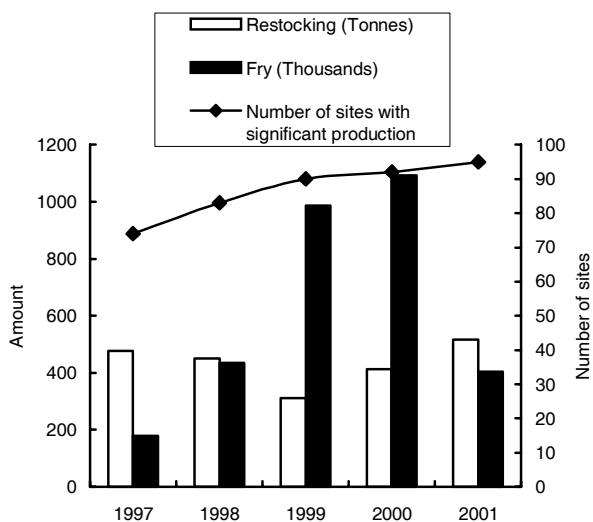 Restocking (Tonnes)
Fry (Thousands)
Number of sites with
significant production
Amount
1200
1000
800
600
400
200
0
100
90
80
70
60
50
40
30
20
10
0
Number of sites
1997 1998 1999 2000 2001